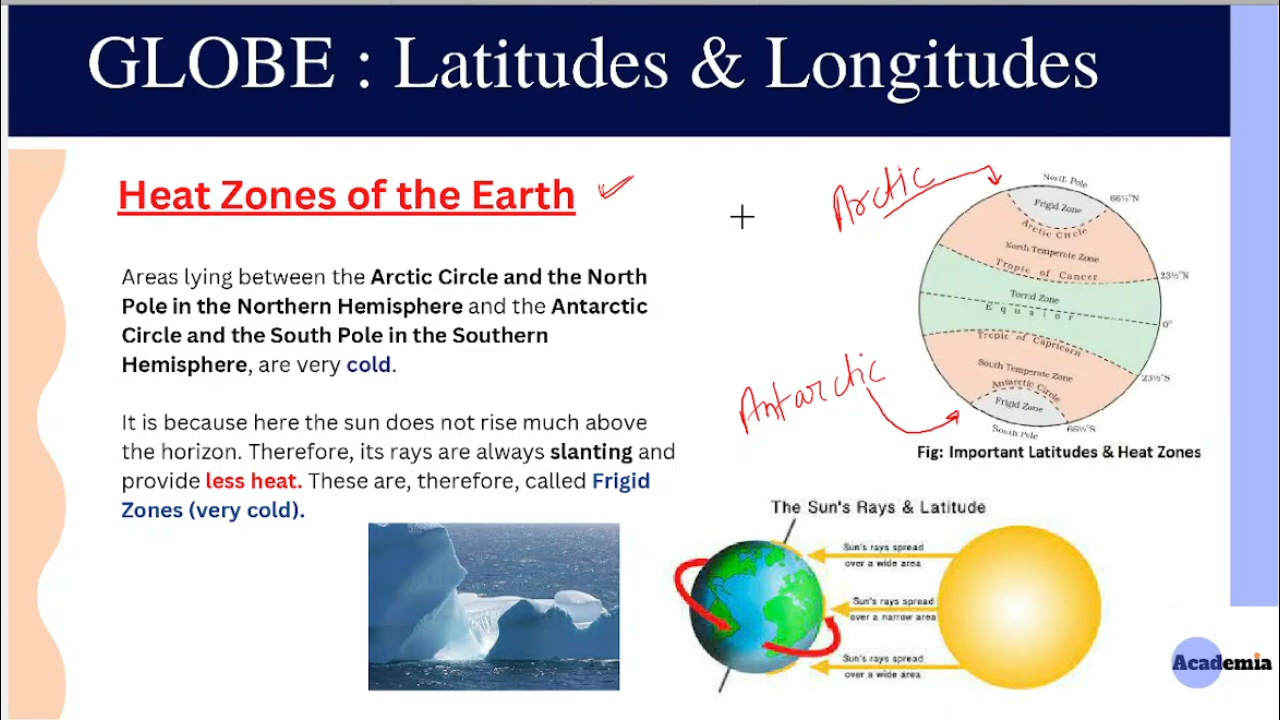 GLOBE : Latitudes & Longitudes
Heat Zones of the Earth
Areas lying between the Arctic Circle and the North
Pole in the Northern Hemisphere and the Antarctic
Circle and the South Pole in the Southern
Hemisphere, are very cold.
It is because here the sun does not rise much above
the horizon. Therefore, its rays are always slanting and
provide less heat. These are, therefore, called Frigid
Zones (very cold).
Arctic
Antarctic
North Pole
Frigid Zone
66½°N
Arctic Circle
North Temperate Zone
Tropic of Cancer
23½°N
Torrid Zone
Equator
0°
Tropic of Capricorn
South Temperate Zone
23½°S
Antarctic Circle
Frigid Zone
66½°S
South Pole
Fig: Important Latitudes & Heat Zones
The Sun's Rays & Latitude
Sun's rays spread
over a wide area
Sun's rays spread
over a narrow area
Sun's rays spread
over a wide area
Academia